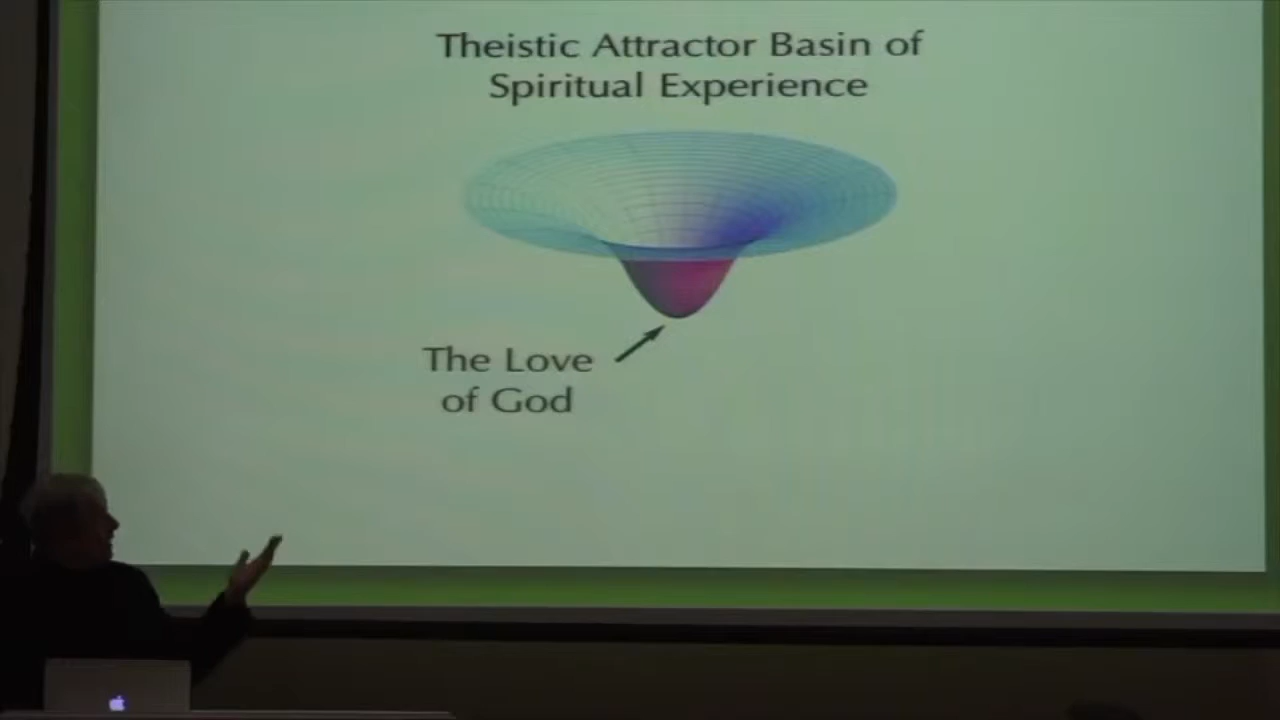 Theistic Attractor Basin of
Spiritual Experience
The Love
of God